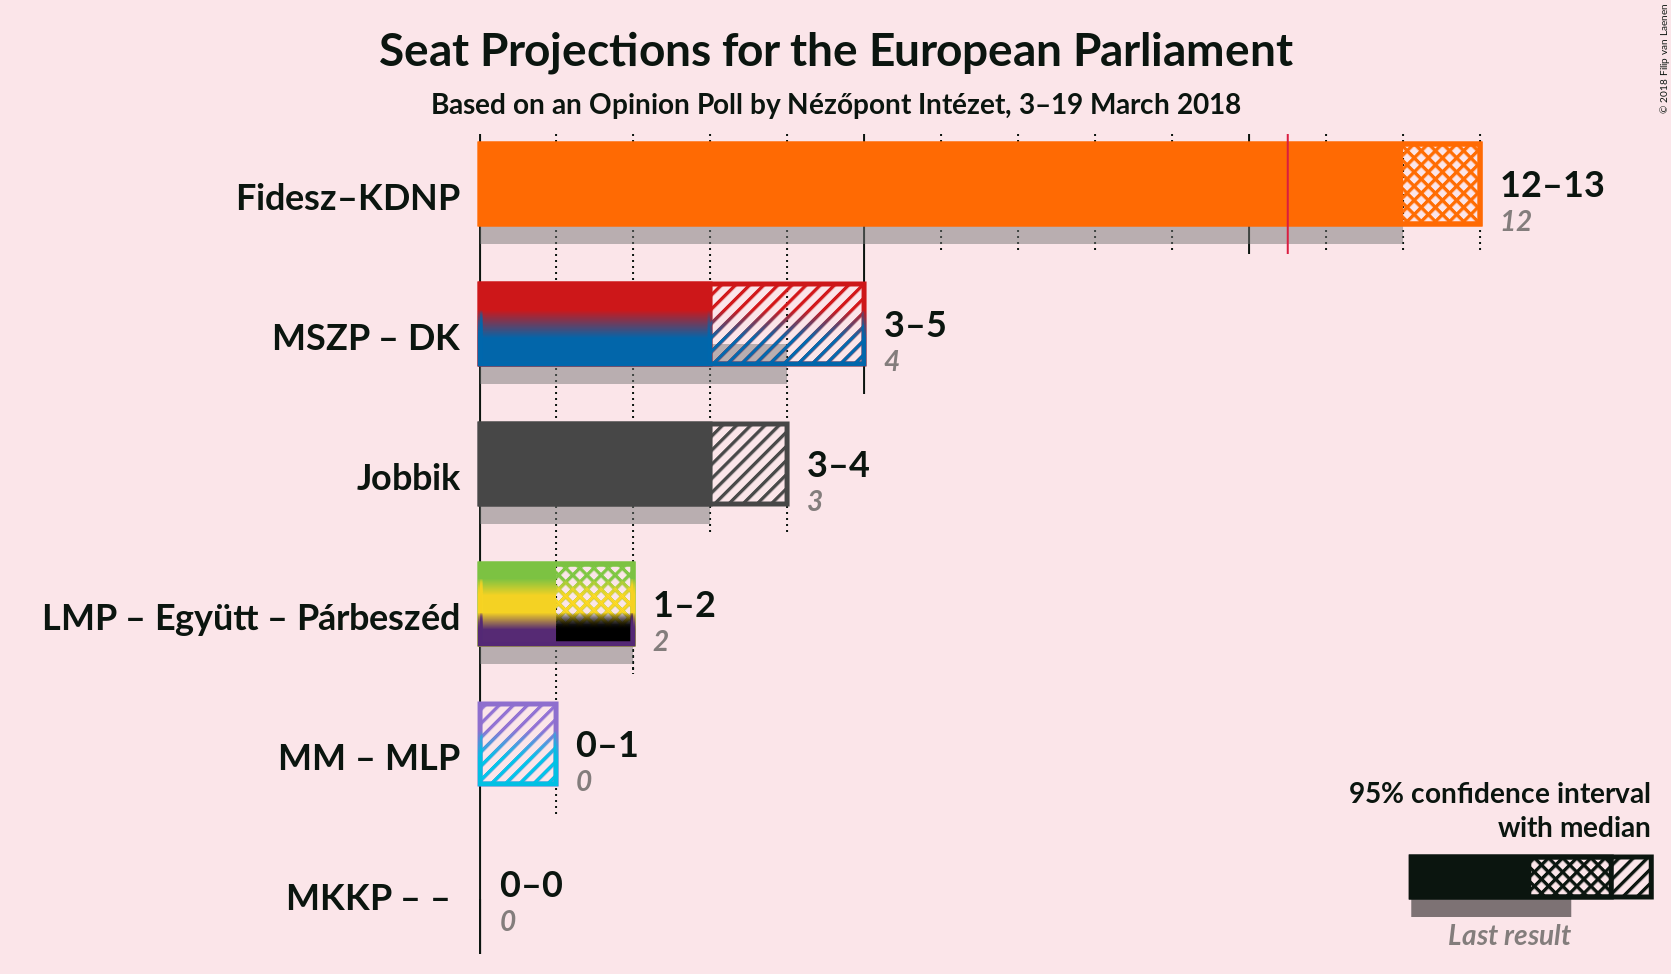 Seat Projections for the European Parliament
Based on an Opinion Poll by Nézőpont Intézet, 3–19 March 2018
© 2018 Filip van Laenen
Fidesz–KDNP
12–13
12
MSZP – DK
3–5
4
Jobbik
3–4
3
LMP – Együtt – Párbeszéd
1–2
2
MM – MLP
0–1
0
MKKP – –
0–0
0
95% confidence interval
with median
Last result